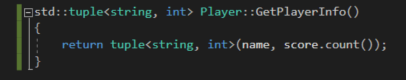 std::tuple<string, int> Player::GetPlayerInfo()
{
    return tuple<string, int>(name, score.count());
}